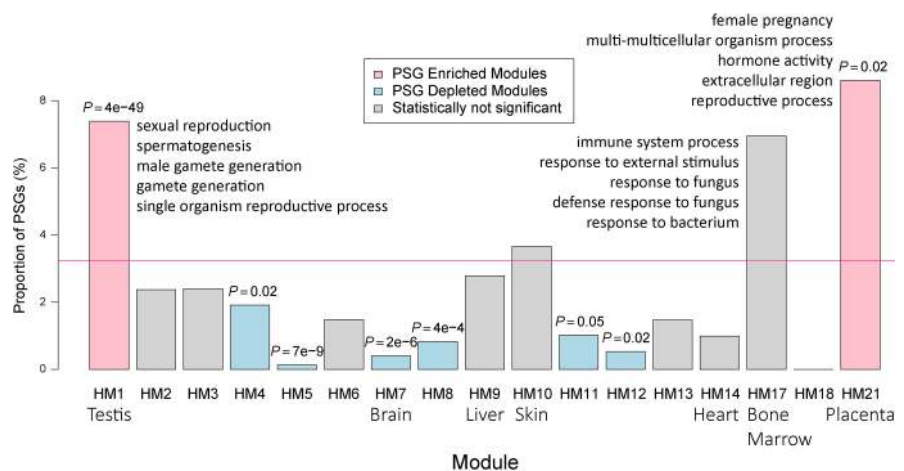 female pregnancy
multi-multicellular organism process
hormone activity
extracellular region
reproductive process
P=0.02
PSG Enriched Modules
PSG Depleted Modules
Statistically not significant
P=4e-49
sexual reproduction
spermatogenesis
male gamete generation
gamete generation
single organism reproductive process
immune system process
response to external stimulus
response to fungus
defense response to fungus
response to bacterium
Proportion of PSGs (%)
8
6
4
2
0
P=0.02
P=7e-9
P=2e-6
P=4e-4
P=0.05
P=0.02
HM1 HM2 HM3 HM4 HM5 HM6 HM7 HM8 HM9 HM10 HM11 HM12 HM13 HM14 HM17 HM18 HM21
Testis Brain Liver Skin Heart Bone Placenta
Marrow
Module